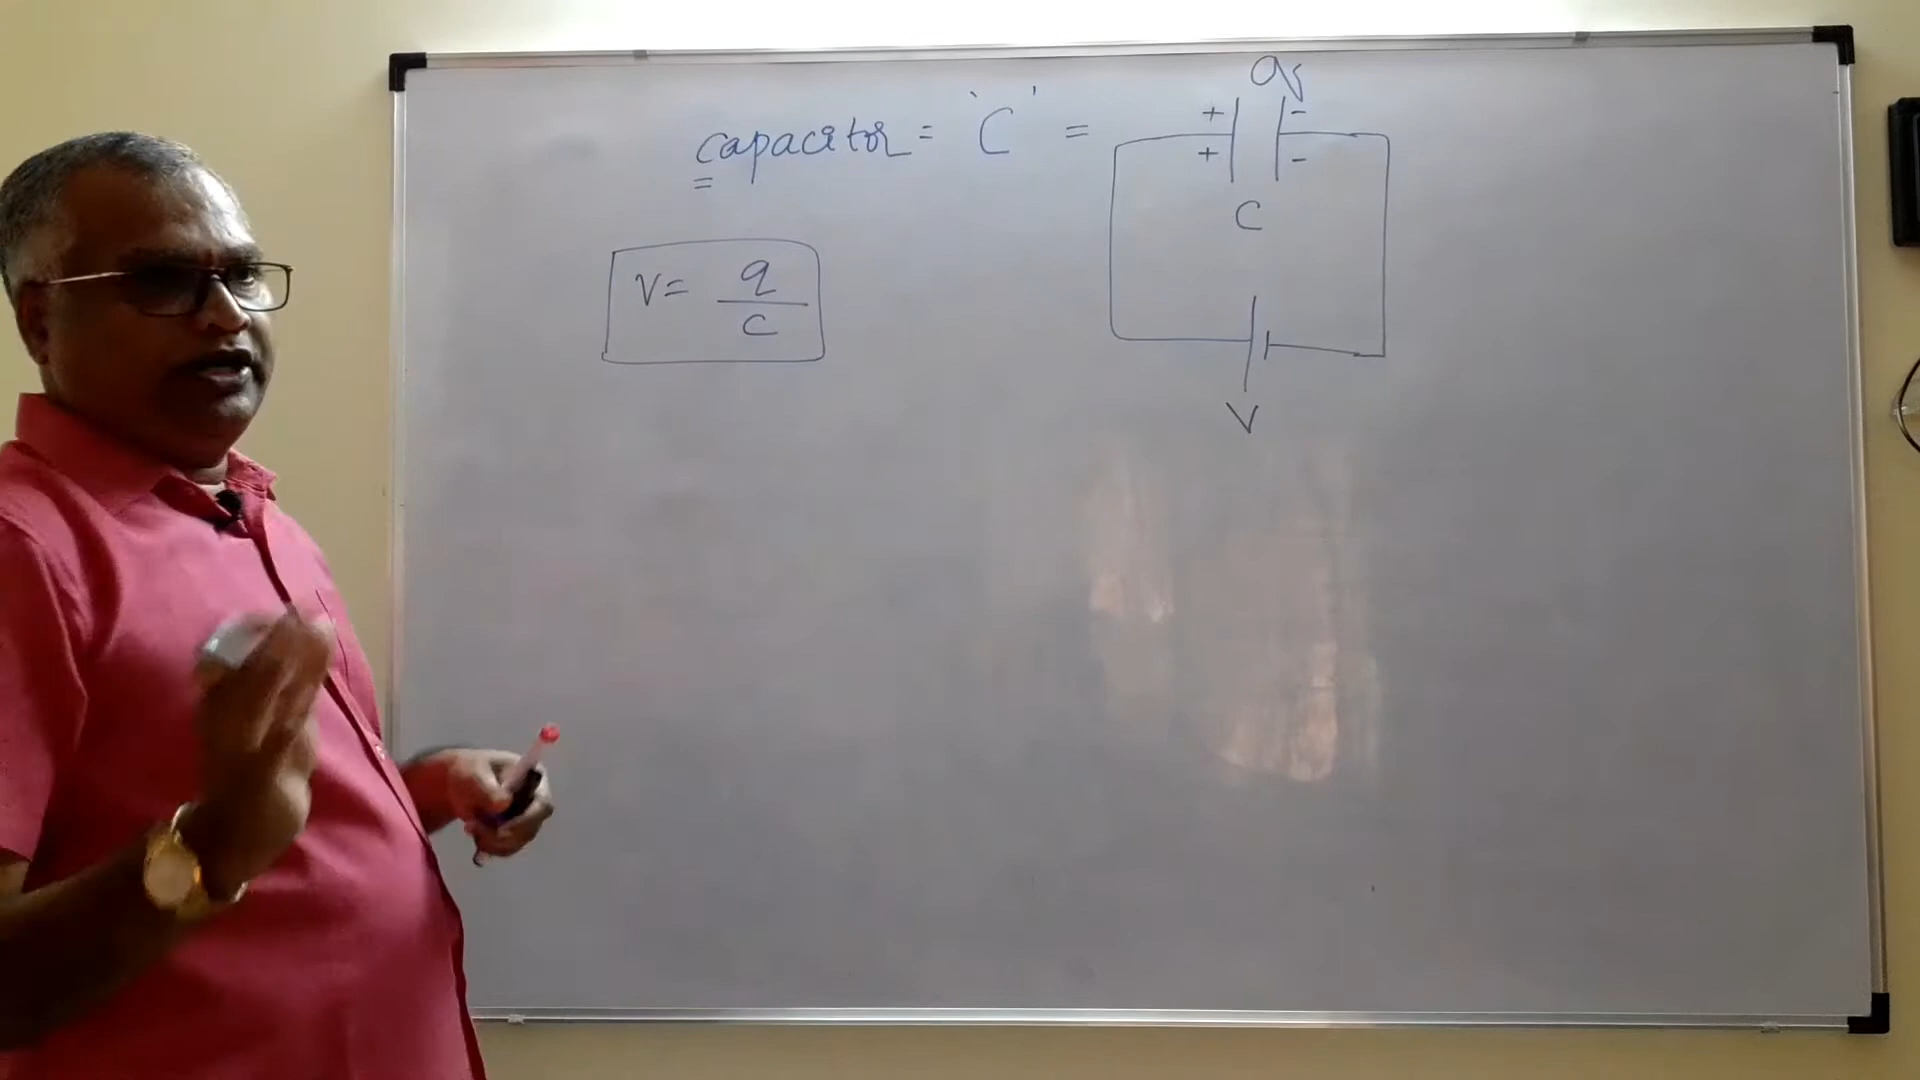 capacitor = 'C' =
q
+ -
+ -
C
V = q/C
V